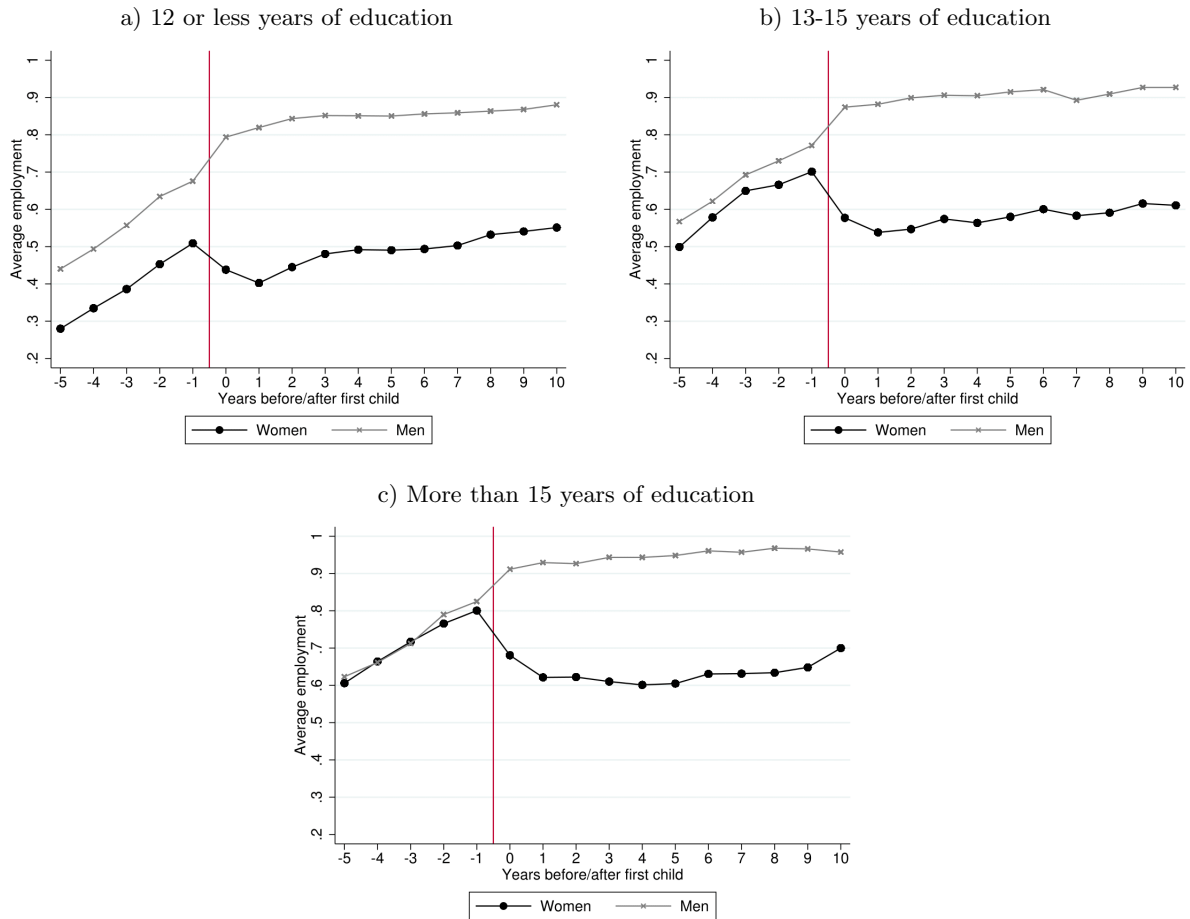 a) 12 or less years of education
1
.9
.8
.7
.6
.5
.4
.3
.2
Average employment
-5 -4 -3 -2 -1 0 1 2 3 4 5 6 7 8 9 10
Years before/after first child
Women Men
b) 13-15 years of education
1
.9
.8
.7
.6
.5
.4
.3
.2
Average employment
-5 -4 -3 -2 -1 0 1 2 3 4 5 6 7 8 9 10
Years before/after first child
Women Men
c) More than 15 years of education
1
.9
.8
.7
.6
.5
.4
.3
.2
Average employment
-5 -4 -3 -2 -1 0 1 2 3 4 5 6 7 8 9 10
Years before/after first child
Women Men